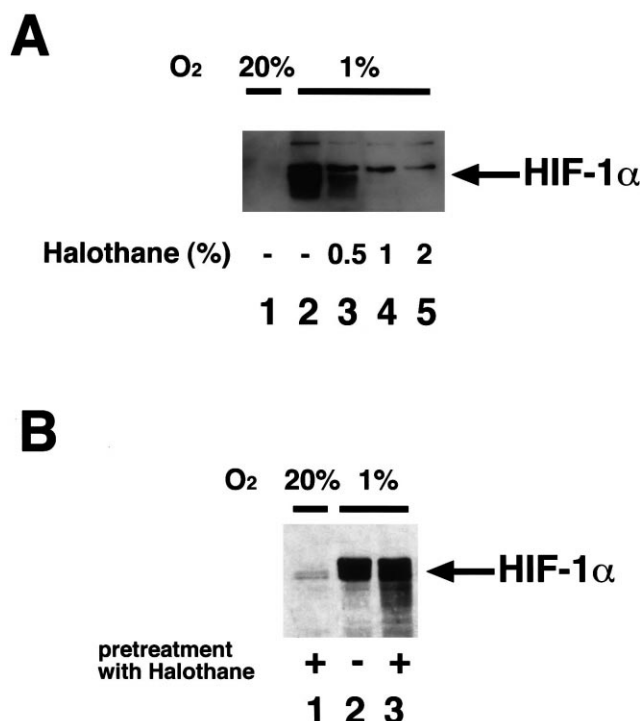 A
O2 20% 1%
HIF-1α
Halothane (%) - - 0.5 1 2
1 2 3 4 5
B
O2 20% 1%
HIF-1α
pretreatment
with Halothane + - +
1 2 3